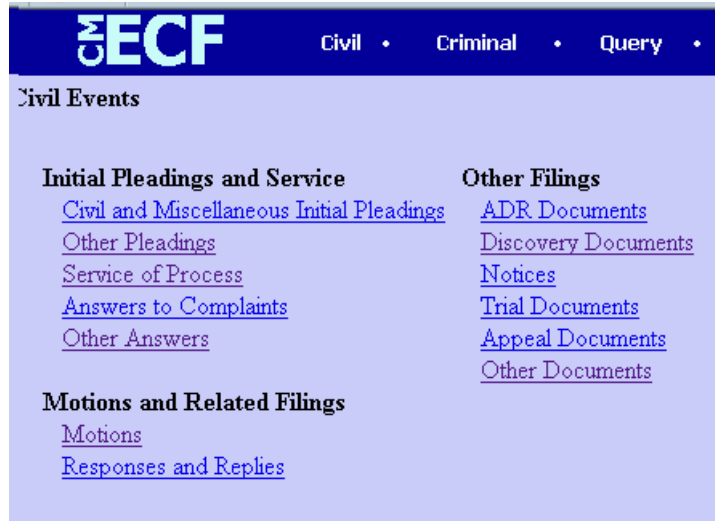 CM ECF Civil • Criminal • Query •
Civil Events
Initial Pleadings and Service
Civil and Miscellaneous Initial Pleadings
Other Pleadings
Service of Process
Answers to Complaints
Other Answers
Motions and Related Filings
Motions
Responses and Replies
Other Filings
ADR Documents
Discovery Documents
Notices
Trial Documents
Appeal Documents
Other Documents